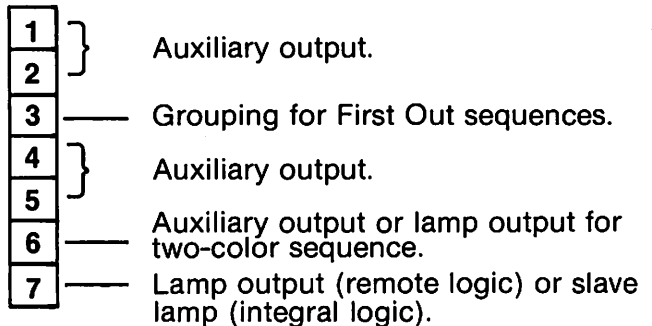 1
2 Auxiliary output.
3 Grouping for First Out sequences.
4
5 Auxiliary output.
6 Auxiliary output or lamp output for
two-color sequence.
7 Lamp output (remote logic) or slave
lamp (integral logic).